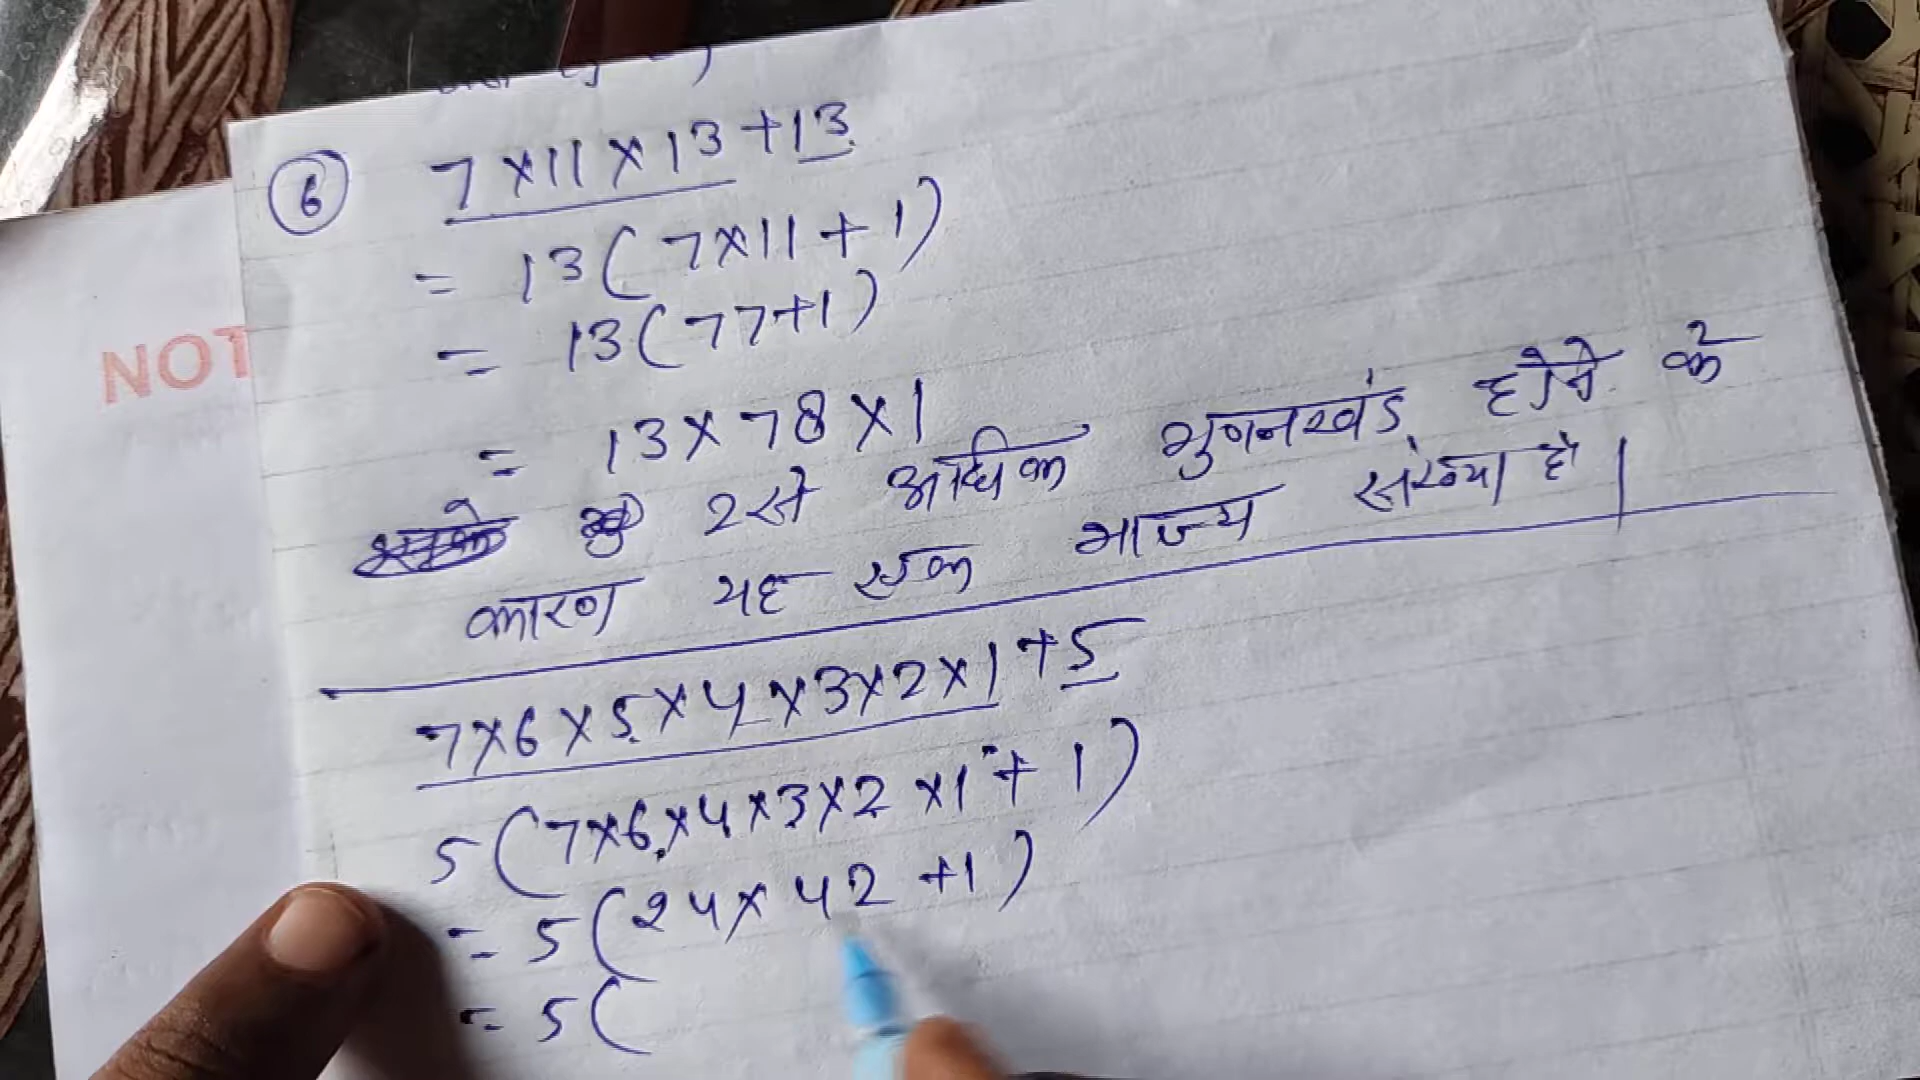 6 7×11×13+13
= 13(7×11+1)
= 13(77+1)
NOT
= 13×78×1
2 से अधिक गुणनखंड होने के
कारण यह एक भाज्य संख्या है।
7×6×5×4×3×2×1+5
5(7×6×4×3×2×1+1)
= 5(24×42+1)
= 5(